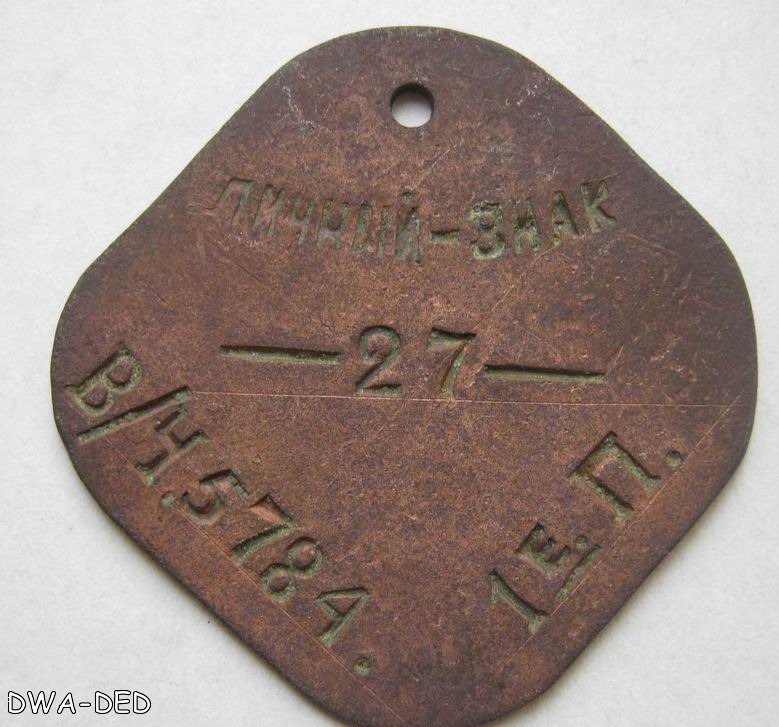 ЛИЧНЫЙ-ЗНАК
— 27 —
В/Ч.5784.
1Е.П.
DWA-DED